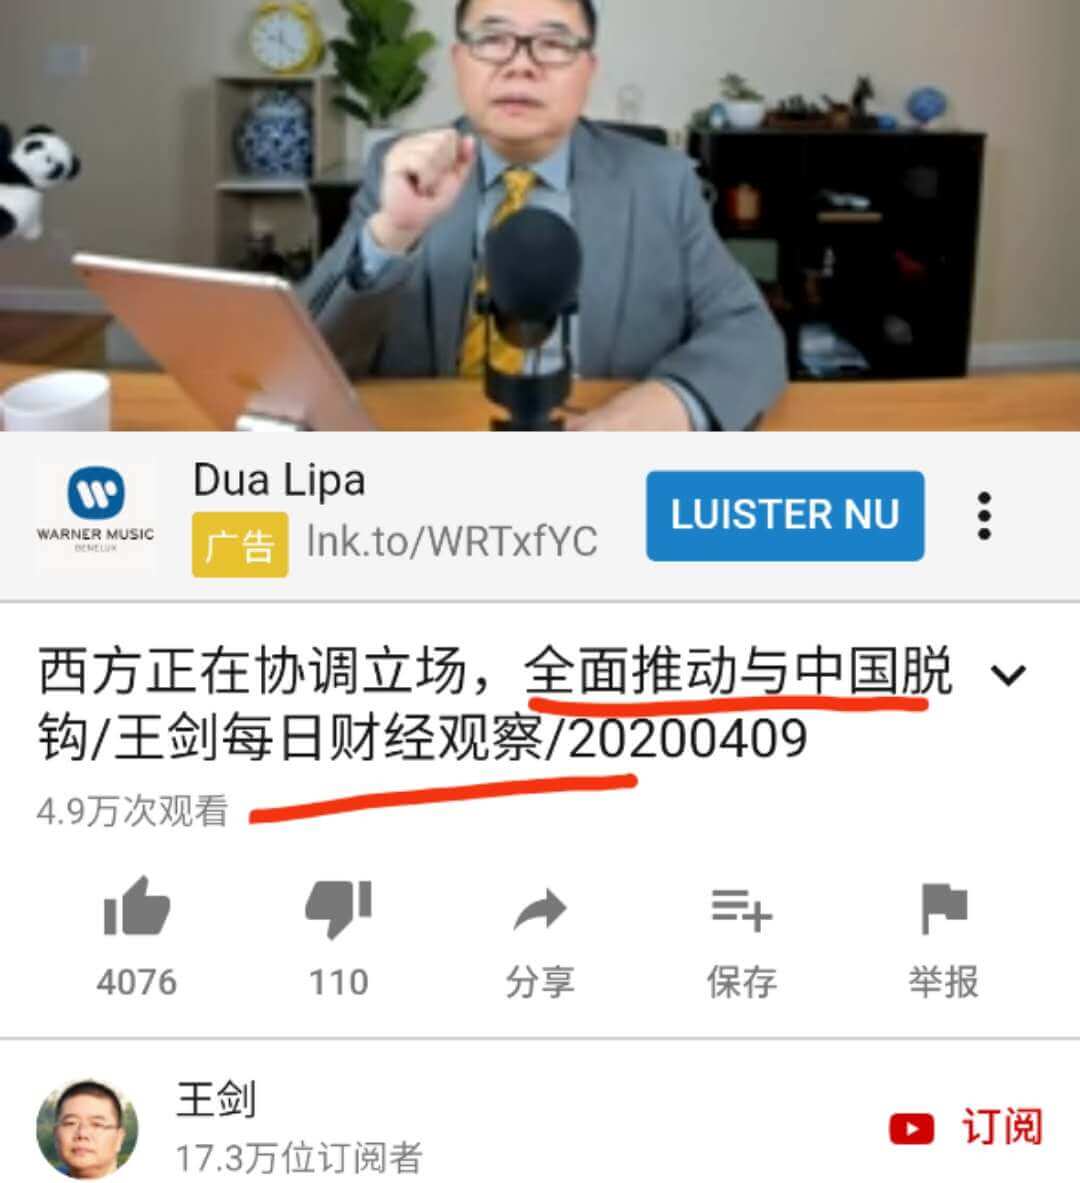 Dua Lipa
WARNER MUSIC
BENELUX
广告 lnk.to/WRTxfYC
LUISTER NU
西方正在协调立场，全面推动与中国脱
钩/王剑每日财经观察/20200409
4.9万次观看
4076
110
分享
保存
举报
王剑
17.3万位订阅者
订阅